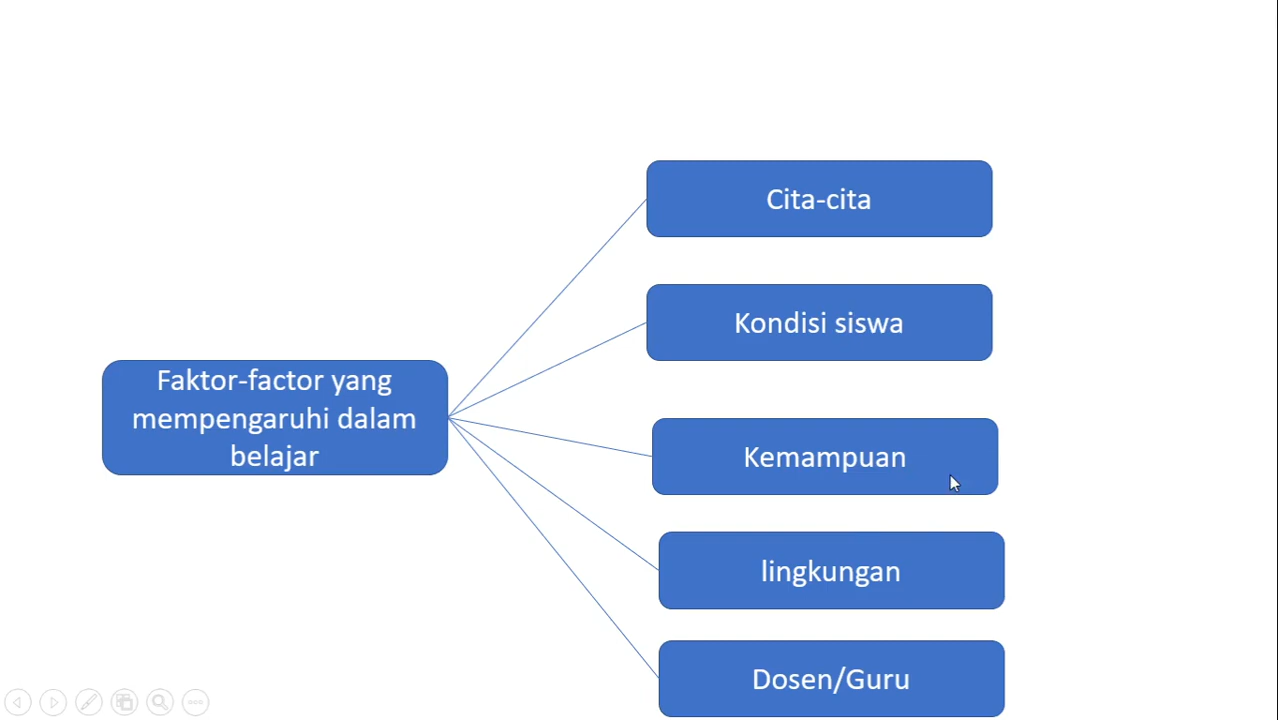 Cita-cita
Kondisi siswa
Faktor-factor yang
mempengaruhi dalam
belajar
Kemampuan
lingkungan
Dosen/Guru